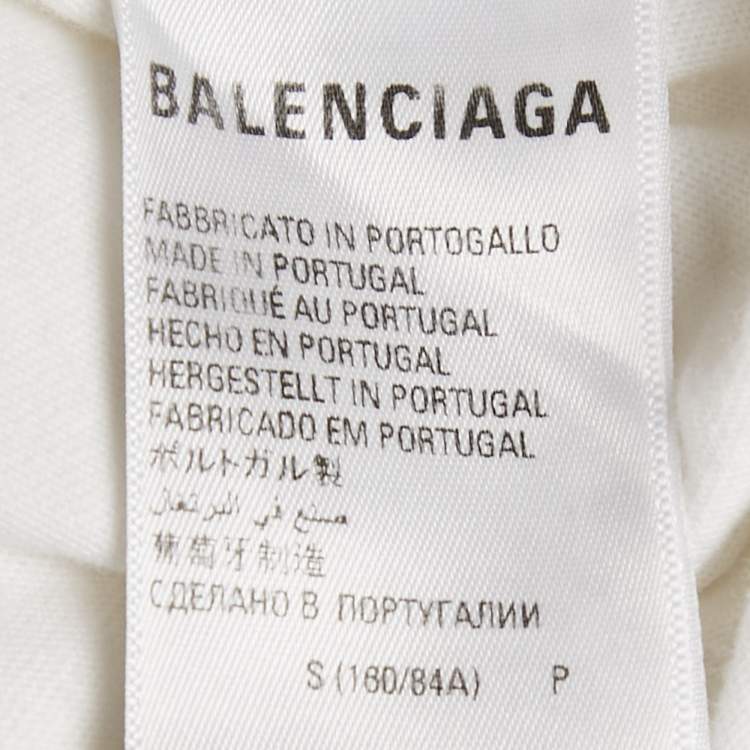 BALENCIAGA
FABBRICATO IN PORTOGALLO
MADE IN PORTUGAL
FABRIQUÉ AU PORTUGAL
HECHO EN PORTUGAL
HERGESTELLT IN PORTUGAL
FABRICADO EM PORTUGAL
ポルトガル製
صنع في البرتغال
葡萄牙制造
СДЕЛАНО В ПОРТУГАЛИИ
S (160/84A) P